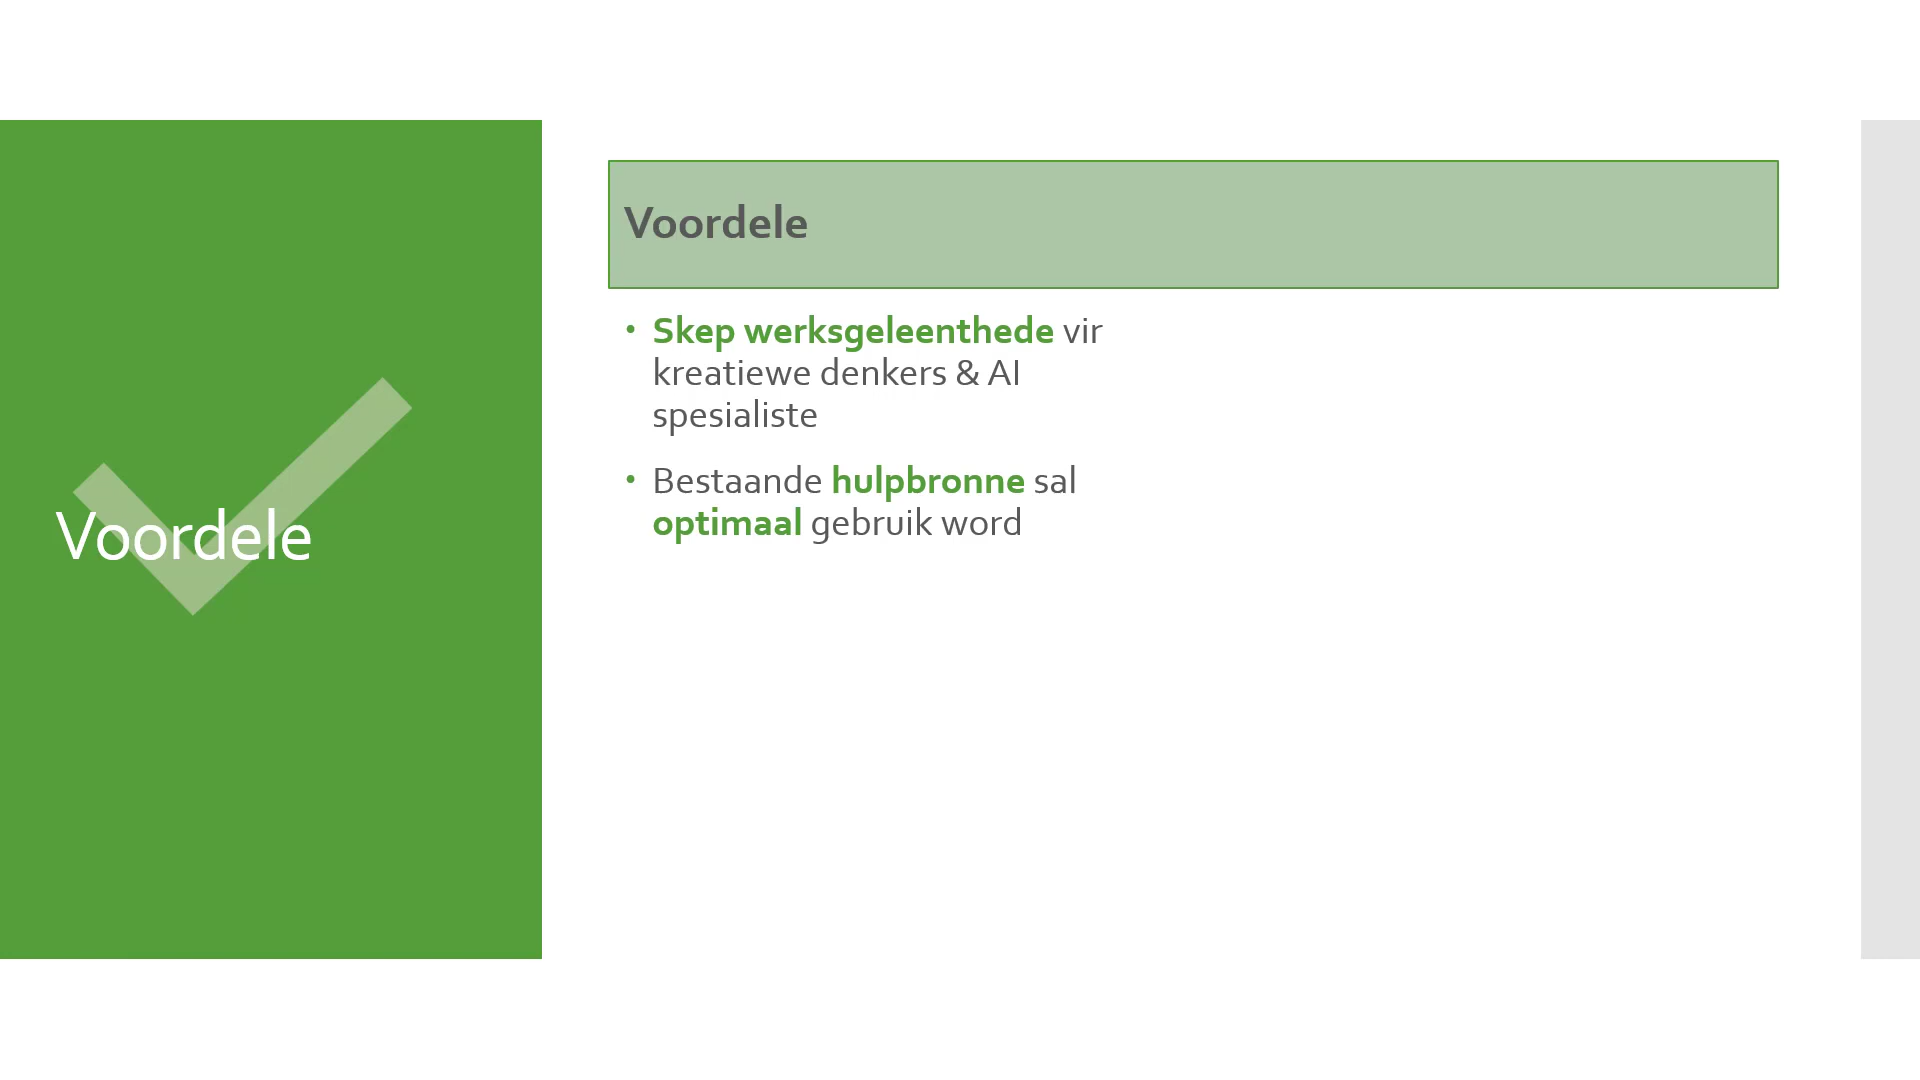 Voordele
Voordele
• Skep werksgeleenthede vir
kreatiewe denkers & AI
spesialiste
• Bestaande hulpbronne sal
optimaal gebruik word